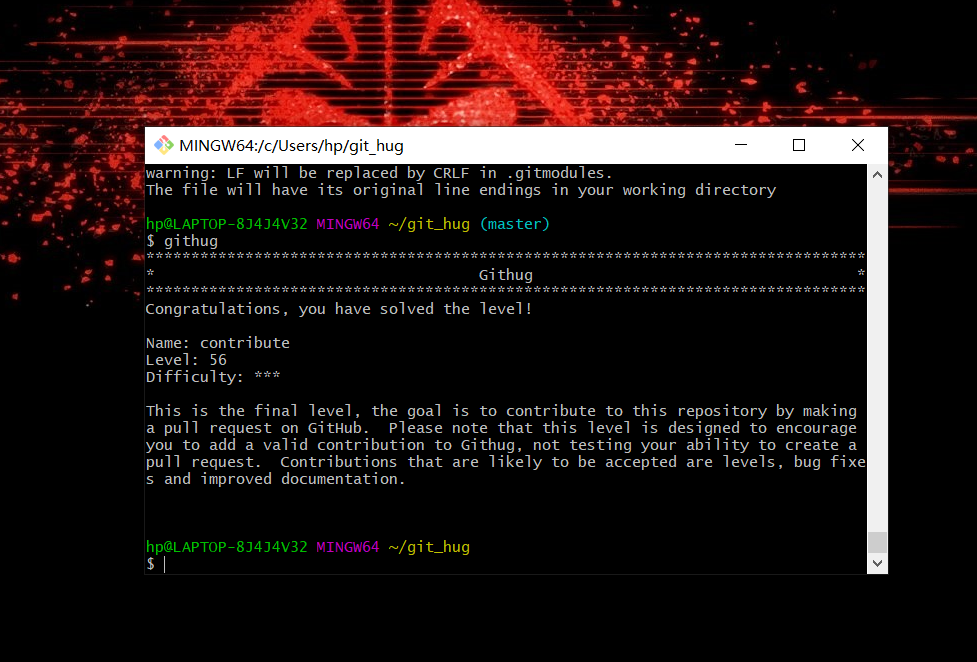 MINGW64:/c/Users/hp/git_hug
warning: LF will be replaced by CRLF in .gitmodules.
The file will have its original line endings in your working directory
hp@LAPTOP-8J4J4V32 MINGW64 ~/git_hug (master)
$ githug
********************************************************************************
*                                    Githug                                    *
********************************************************************************
Congratulations, you have solved the level!
Name: contribute
Level: 56
Difficulty: ***
This is the final level, the goal is to contribute to this repository by making
a pull request on GitHub.  Please note that this level is designed to encourage
you to add a valid contribution to Githug, not testing your ability to create a
pull request.  Contributions that are likely to be accepted are levels, bug fixe
s and improved documentation.
hp@LAPTOP-8J4J4V32 MINGW64 ~/git_hug
$